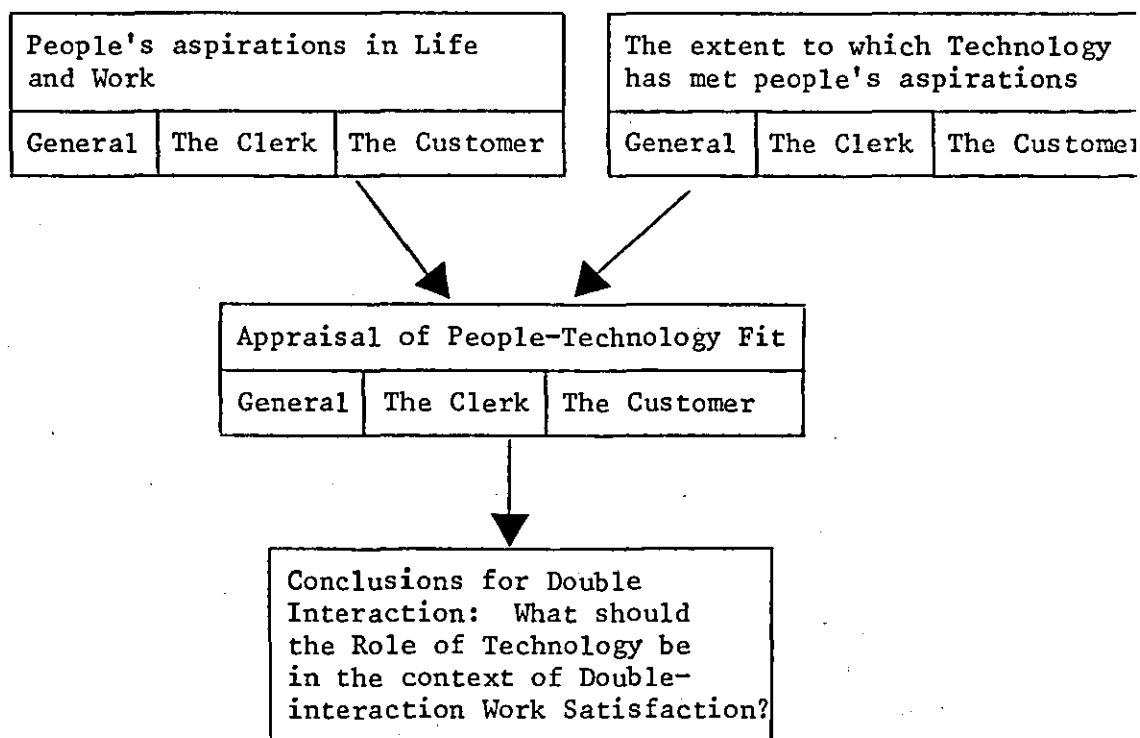 People's aspirations in Life
and Work
General The Clerk The Customer
The extent to which Technology
has met people's aspirations
General The Clerk The Customer
Appraisal of People-Technology Fit
General The Clerk The Customer
Conclusions for Double
Interaction: What should
the Role of Technology be
in the context of Double-
interaction Work Satisfaction?